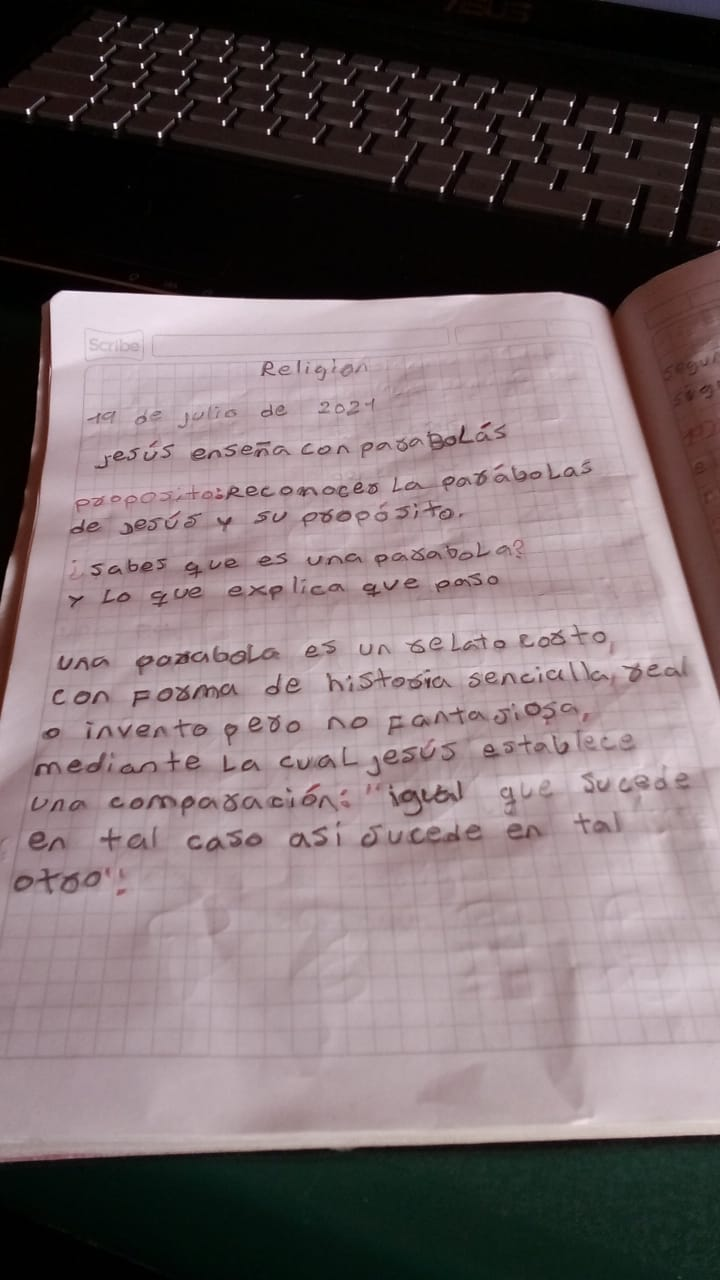 ASUS
Scribe
Religion
19 de julio de 2021
jesús enseña con parabolás
proposito: Reconocer La parábolas
de jesús y su propósito.
¿sabes que es una parabola?
y Lo que explica que paso
una parabola es un relato corto,
con Forma de historia sencialla, real
o invento pero no Fantasiosa,
mediante La cual jesús establece
una comparación: "igual que sucede
en tal caso así sucede en tal
otro".